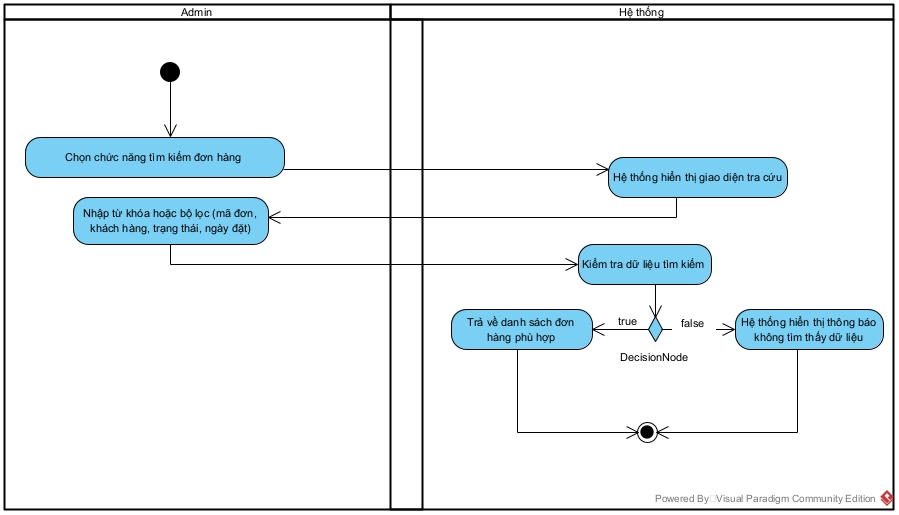 Admin
Hệ thống
Chọn chức năng tìm kiếm đơn hàng
Hệ thống hiển thị giao diện tra cứu
Nhập từ khóa hoặc bộ lọc (mã đơn,
khách hàng, trạng thái, ngày đặt)
Kiểm tra dữ liệu tìm kiếm
Trả về danh sách đơn
hàng phù hợp
true
false
Hệ thống hiển thị thông báo
không tìm thấy dữ liệu
DecisionNode
Powered By Visual Paradigm Community Edition